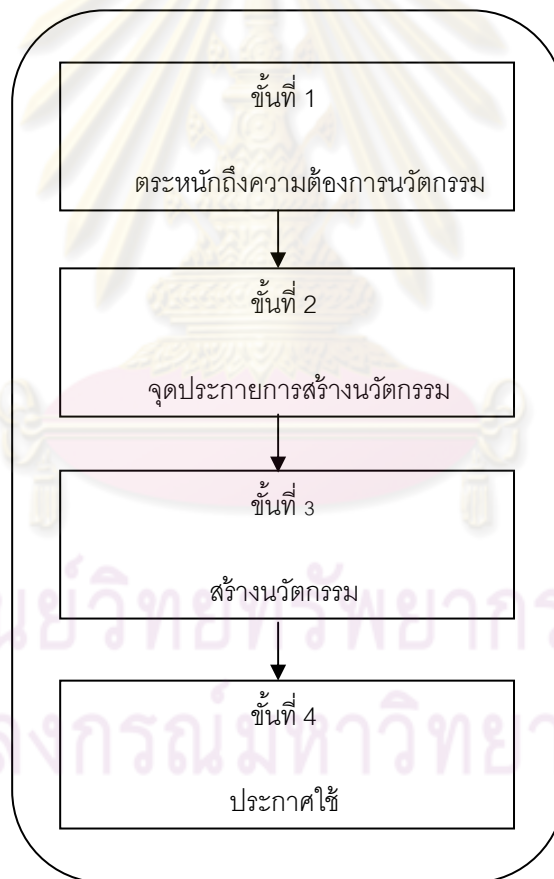 ขั้นที่ 1
ตระหนักถึงความต้องการนวัตกรรม
ขั้นที่ 2
จุดประกายการสร้างนวัตกรรม
ขั้นที่ 3
สร้างนวัตกรรม
ขั้นที่ 4
ประกาศใช้